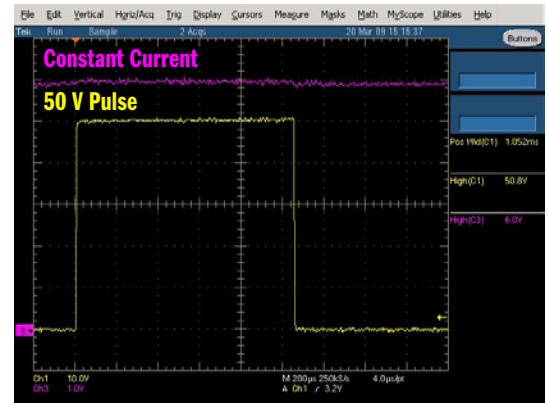 File Edit Vertical Horiz/Acq Trig Display Cursors Measure Masks Math MyScope Utilities Help
Tek Run Sample 2 Acqs 20 Mar 09 15:15:37 Buttons
Constant Current
50 V Pulse
Pos Wid(C1) 1.052ms
High(C1) 50.8V
High(C3) 6.0V
Ch1 10.0V M 200µs 250kS/s 4.0µs/pt
Ch3 1.0V A Ch1 / 3.2V